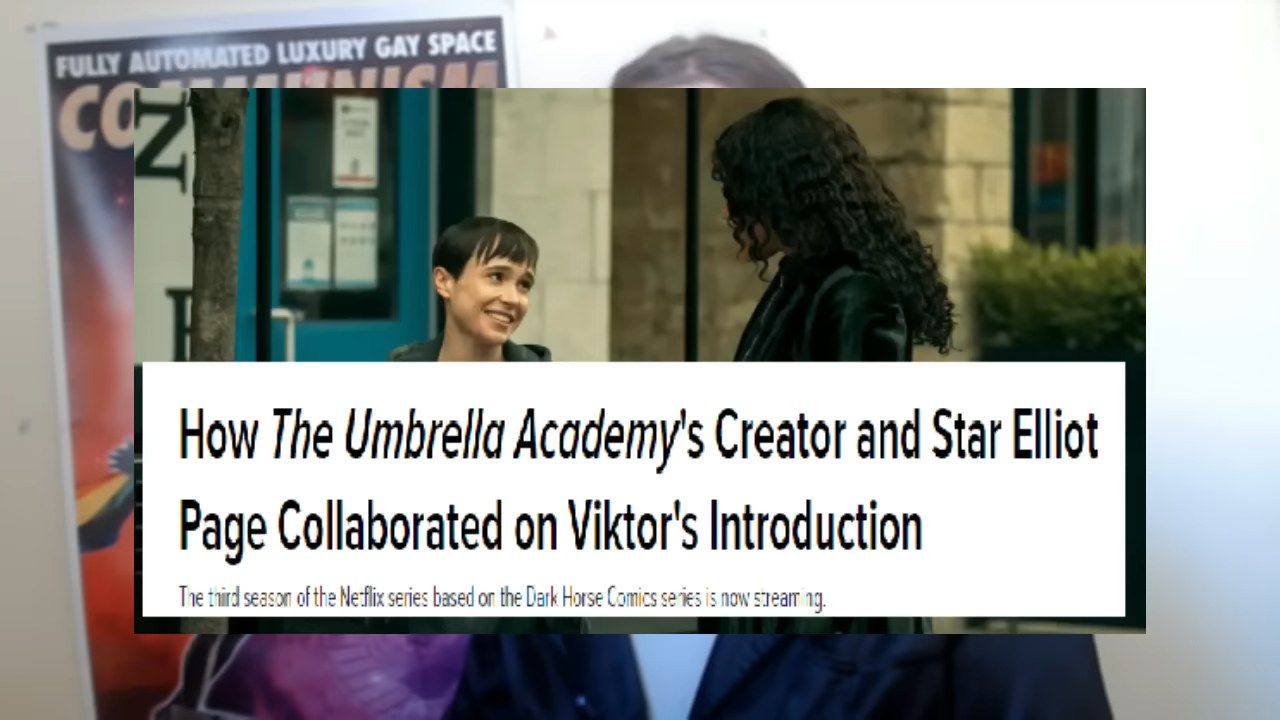 FULLY AUTOMATED LUXURY GAY SPACE
COMMUNISM
How The Umbrella Academy's Creator and Star Elliot
Page Collaborated on Viktor's Introduction
The third season of the Netflix series based on the Dark Horse Comics series is now streaming.